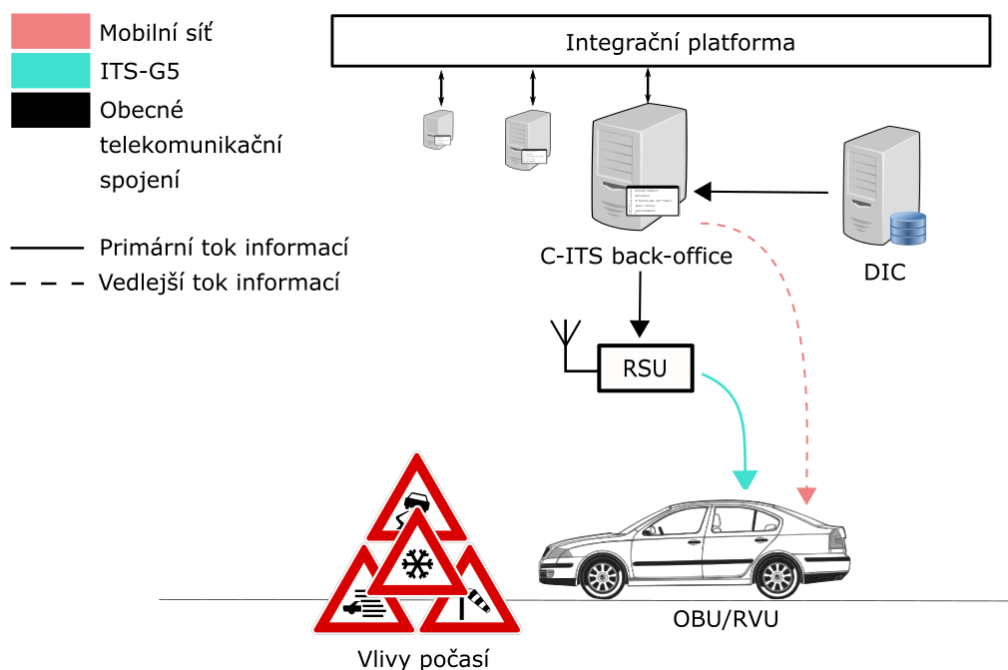 Mobilní síť
ITS-G5
Obecné
telekomunikační
spojení
Primární tok informací
Vedlejší tok informací
Integrační platforma
C-ITS back-office
DIC
RSU
OBU/RVU
Vlivy počasí